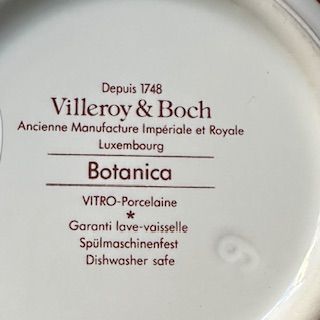 Depuis 1748
Villeroy & Boch
Ancienne Manufacture Impériale et Royale
Luxembourg
Botanica
VITRO-Porcelaine
*
Garanti lave-vaisselle
Spülmaschinenfest
Dishwasher safe